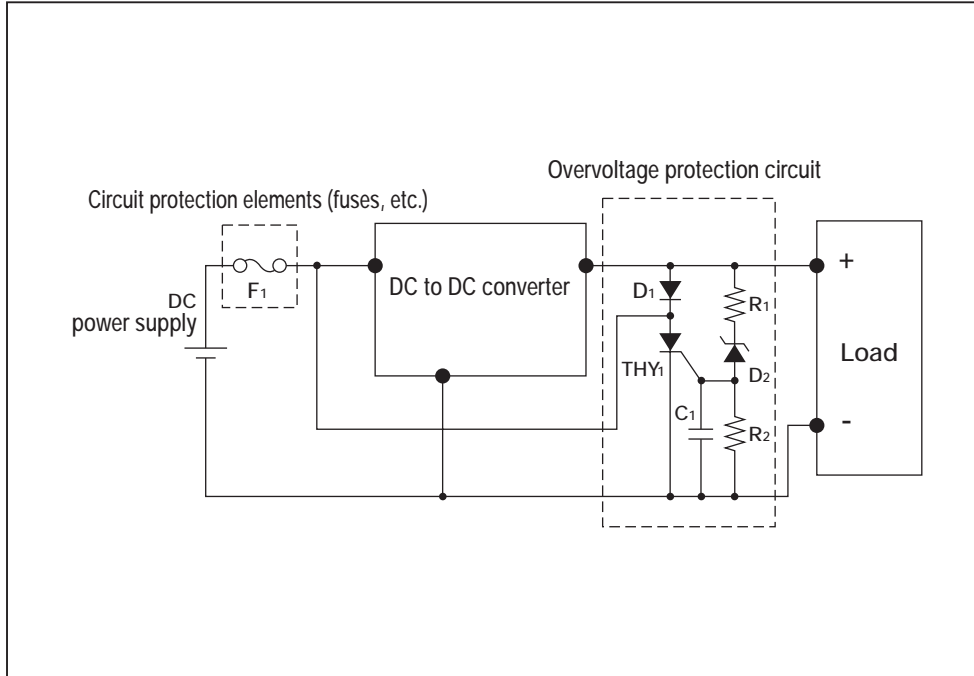 Overvoltage protection circuit
Circuit protection elements (fuses, etc.)
F1
DC
power supply
DC to DC converter
D1
R1
THY1
D2
C1
R2
+
Load
-